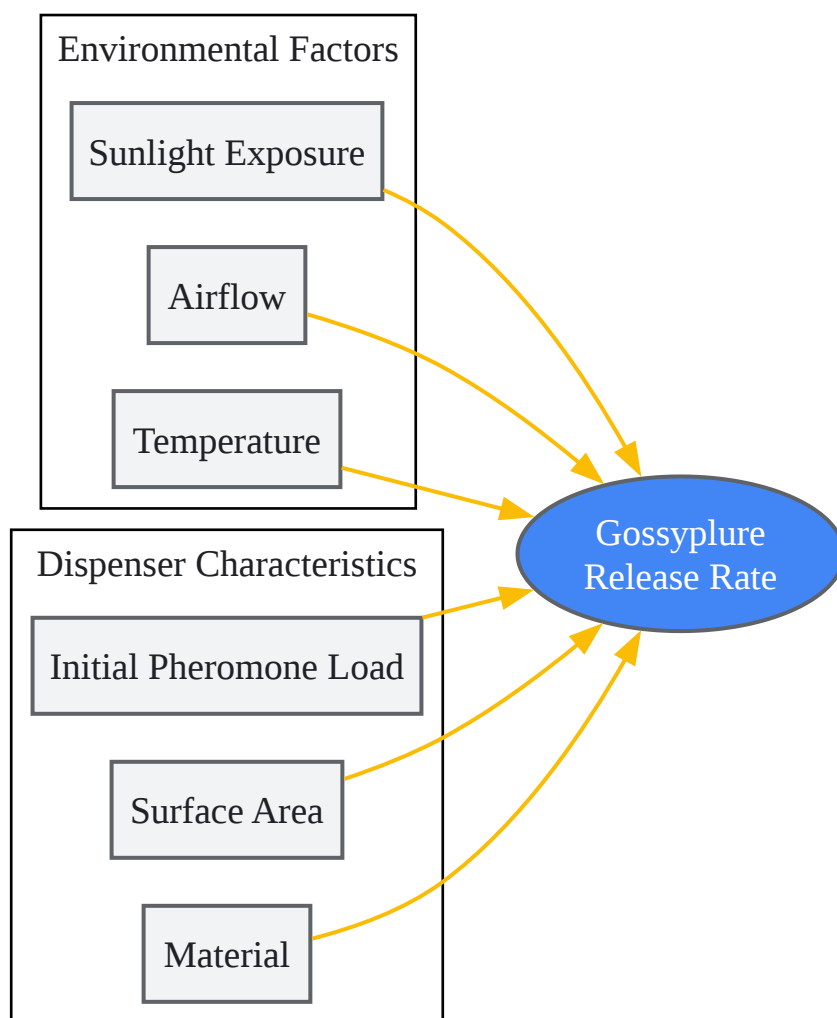 Environmental Factors
Sunlight Exposure
Airflow
Temperature
Dispenser Characteristics
Initial Pheromone Load
Surface Area
Material
Gossyplure
Release Rate